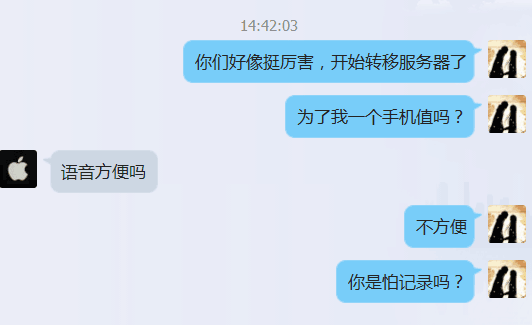 14:42:03
你们好像挺厉害，开始转移服务器了
为了我一个手机值吗？
语音方便吗
不方便
你是怕记录吗？